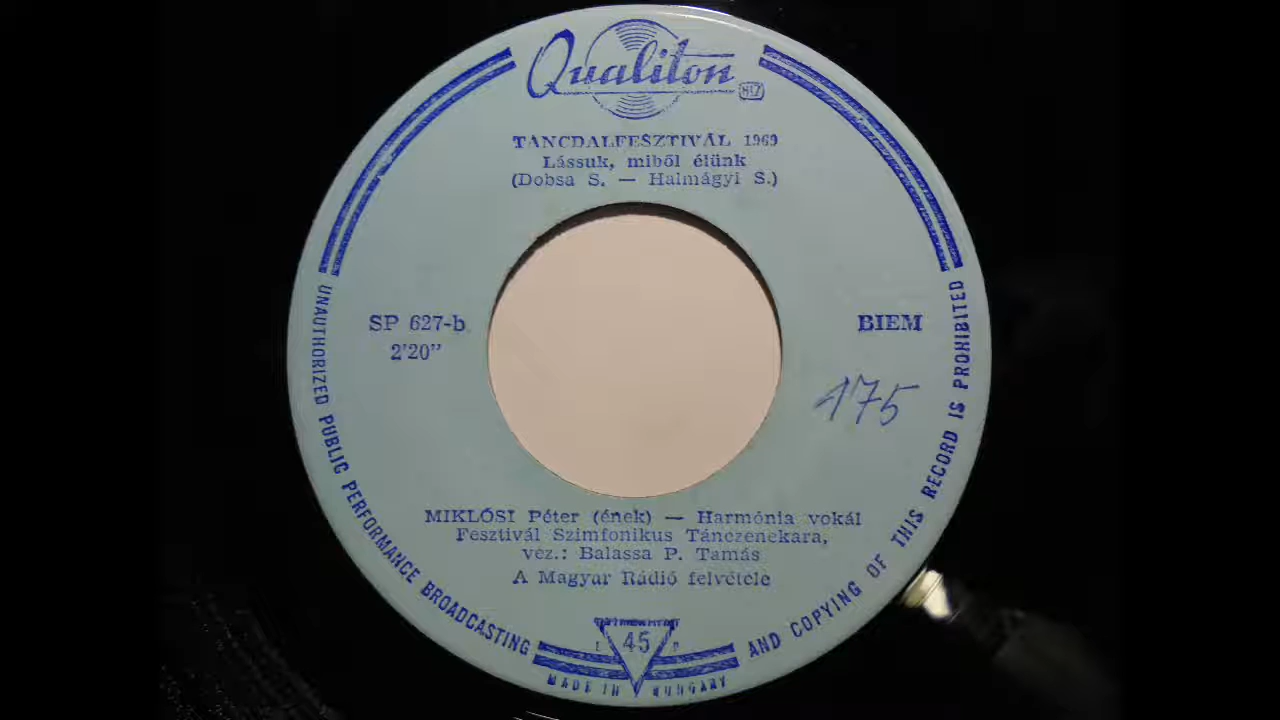 Qualiton
HLZ
TÁNCDALFESZTIVÁL 1969
Lássuk, miből élünk
(Dobsa S. — Halmágyi S.)
SP 627-b
2'20”
BIEM
175
MIKLÓSI Péter (ének) — Harmónia vokál
Fesztivál Szimfonikus Tánczenekara,
vez.: Balassa P. Tamás
A Magyar Rádió felvétele
45
UNAUTHORIZED PUBLIC PERFORMANCE BROADCASTING AND COPYING OF THIS RECORD IS PROHIBITED
MADE IN HUNGARY